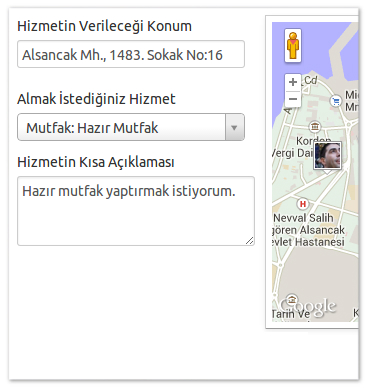 Hizmetin Verileceği Konum
Alsancak Mh., 1483. Sokak No:16
Almak İstediğiniz Hizmet
Mutfak: Hazır Mutfak
Hizmetin Kısa Açıklaması
Hazır mutfak yaptırmak istiyorum.
Cd
Mi
Kordon
Vergi Dai
Nevval Salih
gören Alsancak
evlet Hastanesi
Google
Tarih Ve